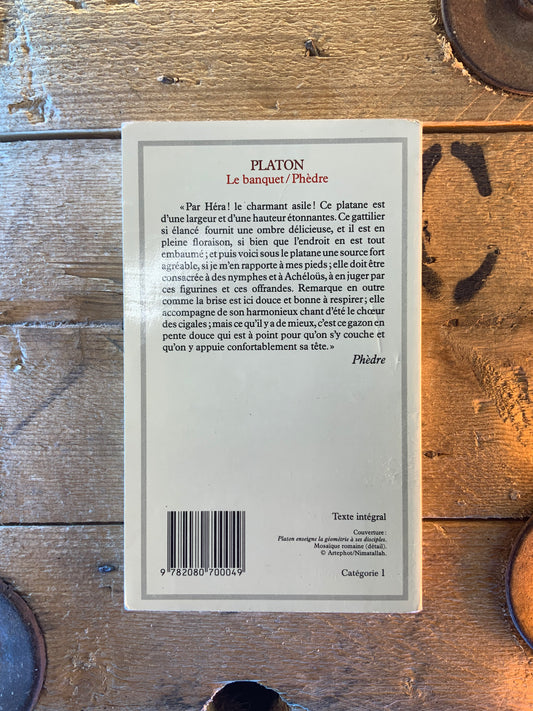 PLATON
Le banquet/Phèdre
« Par Héra! le charmant asile! Ce platane est
d'une largeur et d'une hauteur étonnantes. Ce gattilier
si élancé fournit une ombre délicieuse, et il est en
pleine floraison, si bien que l'endroit en est tout
embaumé; et puis voici sous le platane une source fort
agréable, si je m'en rapporte à mes pieds; elle doit être
consacrée à des nymphes et à Achéloüs, à en juger par
ces figurines et ces offrandes. Remarque en outre
comme la brise est ici douce et bonne à respirer; elle
accompagne de son harmonieux chant d'été le chœur
des cigales; mais ce qu'il y a de mieux, c'est ce gazon en
pente douce qui est à point pour qu'on s'y couche et
qu'on y appuie confortablement sa tête.»
Phèdre
Texte intégral
Couverture :
Platon enseigne la géométrie à ses disciples.
Mosaïque romaine (détail).
© Artephot/Nimatallah.
9 782080 700049
Catégorie 1